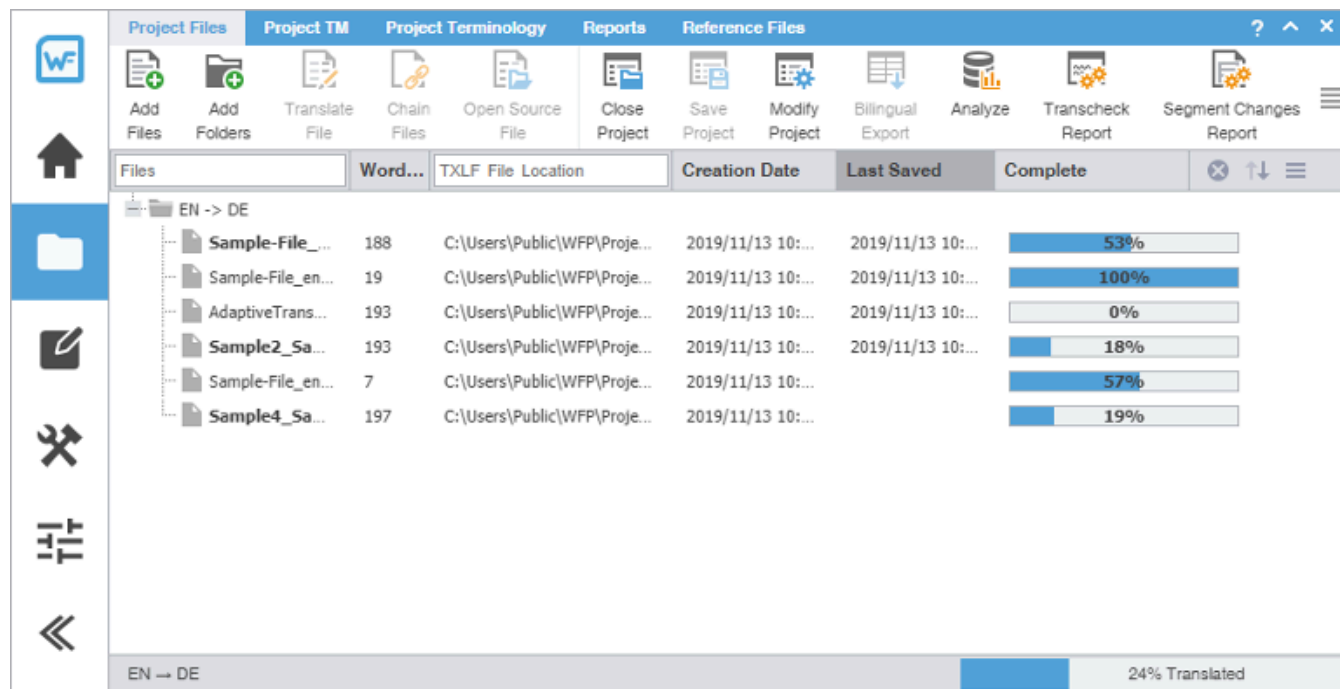 WF
Project Files Project TM Project Terminology Reports Reference Files ? ×
Add Files Add Folders Translate File Chain Files Open Source File Close Project Save Project Modify Project Bilingual Export Analyze Transcheck Report Segment Changes Report
Files Word... TXLF File Location Creation Date Last Saved Complete
EN -> DE
Sample-File_... 188 C:\Users\Public\WFP\Proje... 2019/11/13 10:... 2019/11/13 10:... 53%
Sample-File_en... 19 C:\Users\Public\WFP\Proje... 2019/11/13 10:... 2019/11/13 10:... 100%
AdaptiveTrans... 193 C:\Users\Public\WFP\Proje... 2019/11/13 10:... 2019/11/13 10:... 0%
Sample2_Sa... 193 C:\Users\Public\WFP\Proje... 2019/11/13 10:... 2019/11/13 10:... 18%
Sample-File_en... 7 C:\Users\Public\WFP\Proje... 2019/11/13 10:... 57%
Sample4_Sa... 197 C:\Users\Public\WFP\Proje... 2019/11/13 10:... 19%
EN → DE 24% Translated